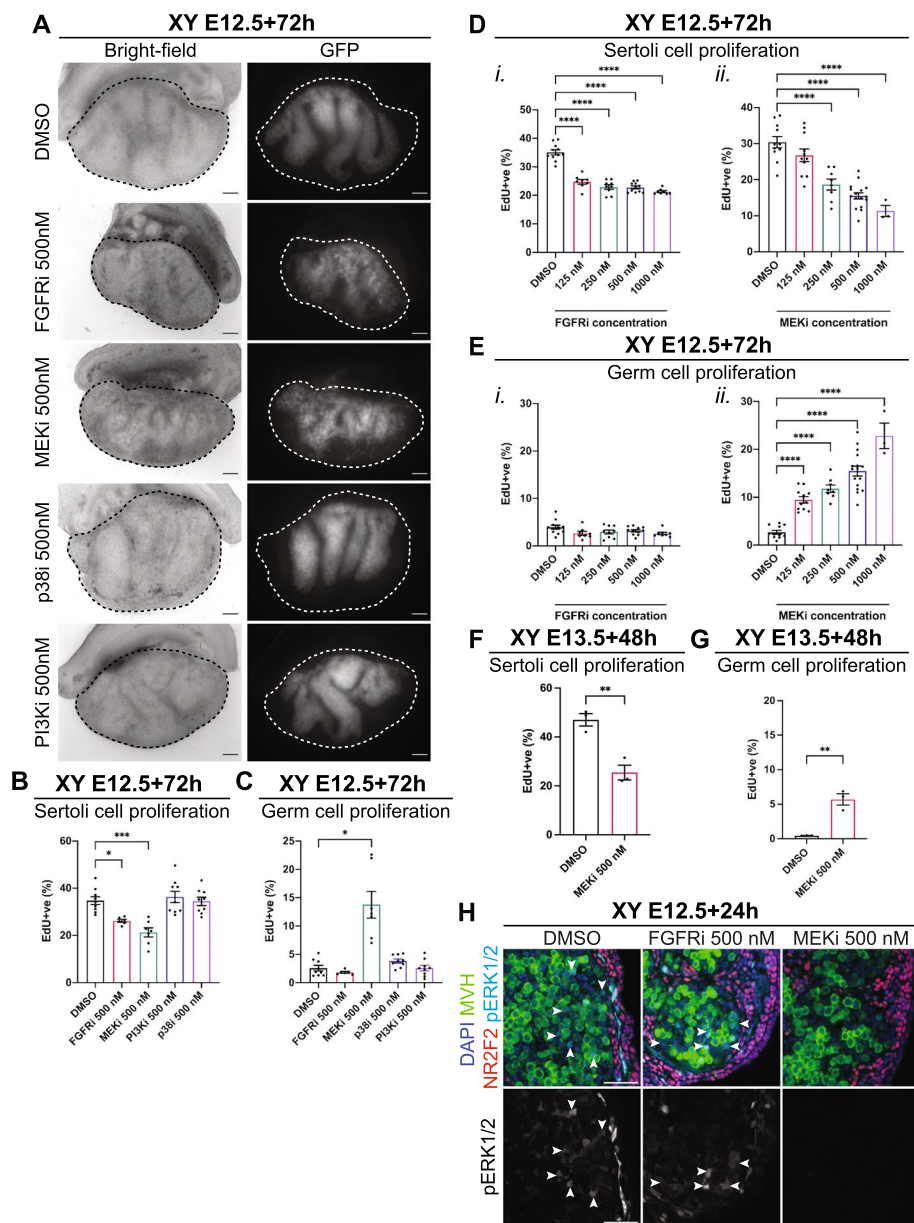 A
XY E12.5+72h
Bright-field
GFP
DMSO
FGFRi 500nM
MEKi 500nM
p38i 500nM
PI3Ki 500nM
B
XY E12.5+72h
Sertoli cell proliferation
EdU+ve (%)
60
40
20
0
*
***
DMSO
FGFRi 500 nM
MEKi 500 nM
PI3Ki 500 nM
p38i 500 nM
C
XY E12.5+72h
Germ cell proliferation
EdU+ve (%)
25
20
15
10
5
0
*
DMSO
FGFRi 500 nM
MEKi 500 nM
p38i 500 nM
PI3Ki 500 nM
D
XY E12.5+72h
Sertoli cell proliferation
i.
EdU+ve (%)
50
40
30
20
10
0
****
****
****
****
DMSO
125 nM
250 nM
500 nM
1000 nM
FGFRi concentration
ii.
EdU+ve (%)
40
30
20
10
0
****
****
****
DMSO
125 nM
250 nM
500 nM
1000 nM
MEKi concentration
E
XY E12.5+72h
Germ cell proliferation
i.
EdU+ve (%)
30
20
10
0
DMSO
125 nM
250 nM
500 nM
1000 nM
FGFRi concentration
ii.
EdU+ve (%)
30
20
10
0
****
****
****
****
DMSO
125 nM
250 nM
500 nM
1000 nM
MEKi concentration
F
XY E13.5+48h
Sertoli cell proliferation
EdU+ve (%)
60
40
20
0
**
DMSO
MEKi 500 nM
G
XY E13.5+48h
Germ cell proliferation
EdU+ve (%)
20
15
10
5
0
**
DMSO
MEKi 500 nM
H
XY E12.5+24h
DMSO
FGFRi 500 nM
MEKi 500 nM
DAPI MVH
NR2F2 pERK1/2
pERK1/2